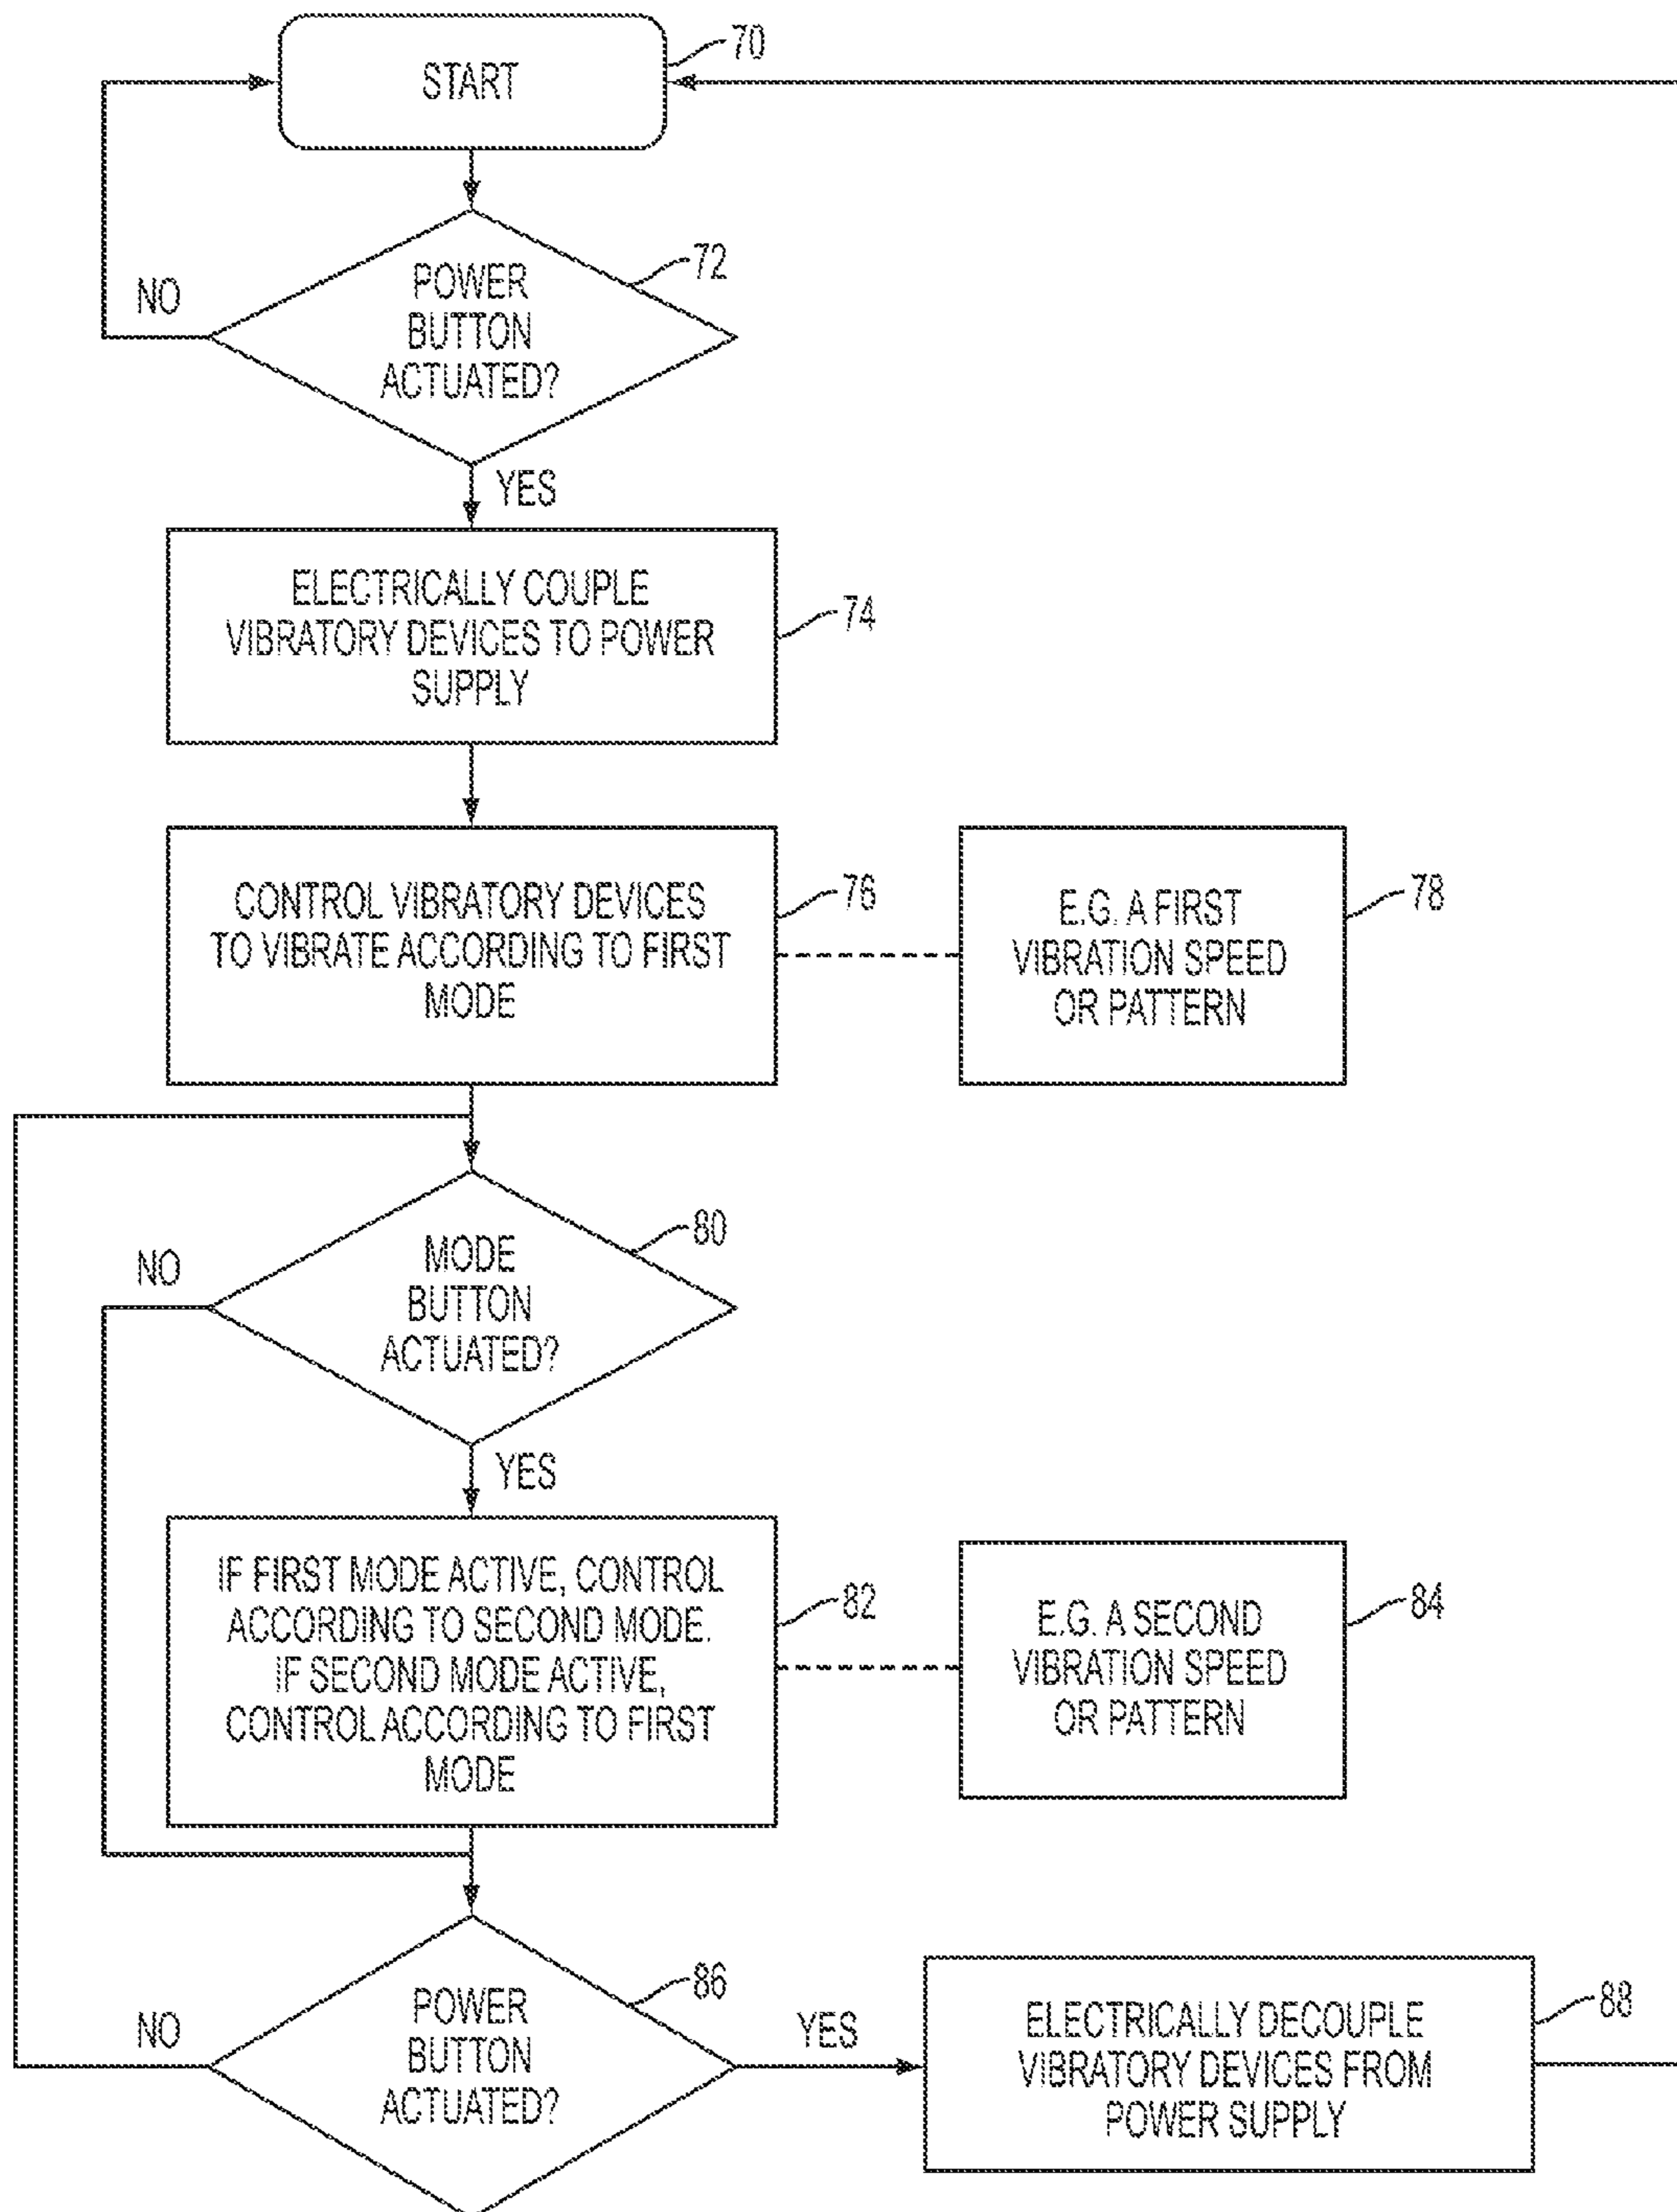 START
70
POWER
BUTTON
ACTUATED?
72
NO
YES
ELECTRICALLY COUPLE
VIBRATORY DEVICES TO POWER
SUPPLY
74
CONTROL VIBRATORY DEVICES
TO VIBRATE ACCORDING TO FIRST
MODE
76
E.G. A FIRST
VIBRATION SPEED
OR PATTERN
78
MODE
BUTTON
ACTUATED?
80
NO
YES
IF FIRST MODE ACTIVE, CONTROL
ACCORDING TO SECOND MODE.
IF SECOND MODE ACTIVE,
CONTROL ACCORDING TO FIRST
MODE
82
E.G. A SECOND
VIBRATION SPEED
OR PATTERN
84
POWER
BUTTON
ACTUATED?
86
NO
YES
ELECTRICALLY DECOUPLE
VIBRATORY DEVICES FROM
POWER SUPPLY
88